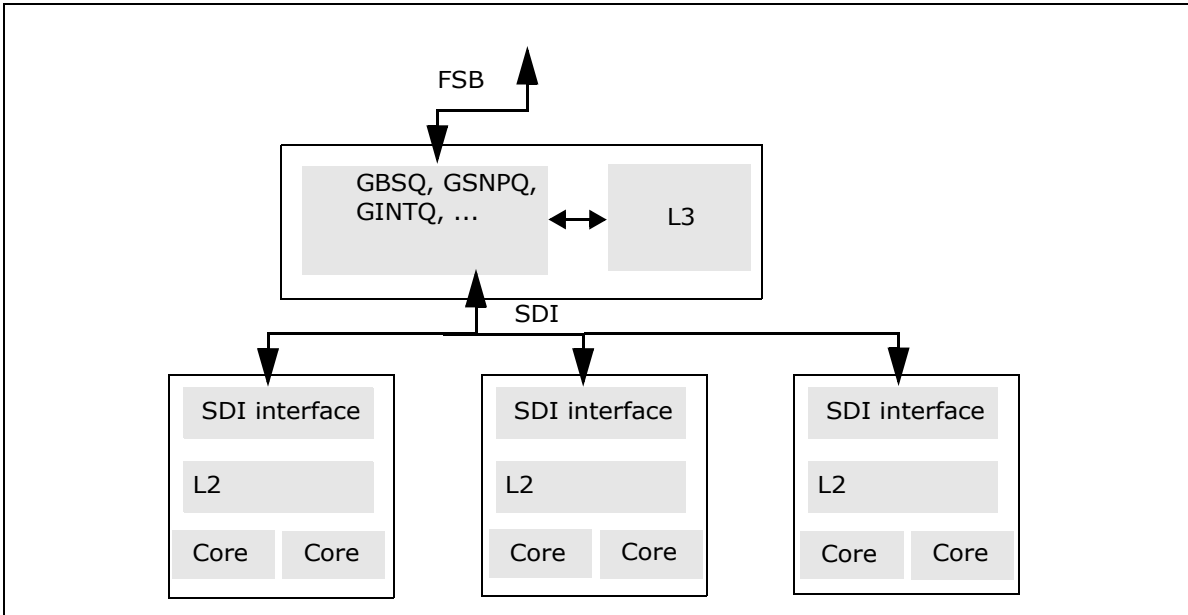 FSB
GBSQ, GSNPQ,
GINTQ, ...
L3
SDI
SDI interface
SDI interface
SDI interface
L2
L2
L2
Core
Core
Core
Core
Core
Core